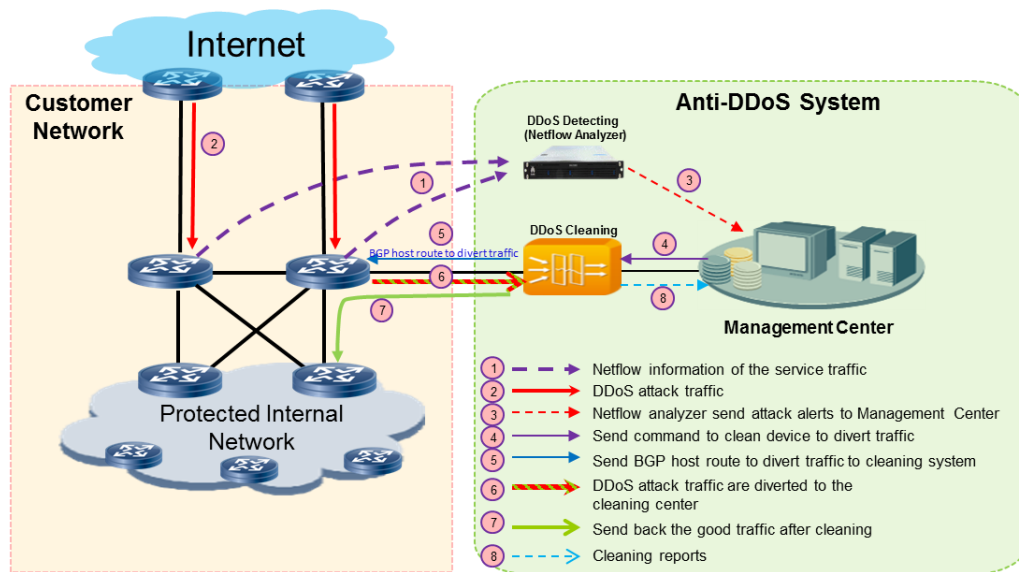 Internet
Customer
Network
Anti-DDoS System
DDoS Detecting
(Netflow Analyzer)
2
1
3
5
DDoS Cleaning
4
BGP host route to divert traffic
6
8
7
Management Center
Protected Internal
Network
1 Netflow information of the service traffic
2 DDoS attack traffic
3 Netflow analyzer send attack alerts to Management Center
4 Send command to clean device to divert traffic
5 Send BGP host route to divert traffic to cleaning system
6 DDoS attack traffic are diverted to the
cleaning center
7 Send back the good traffic after cleaning
8 Cleaning reports